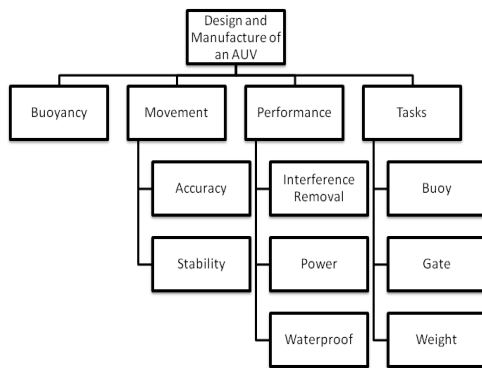 Design and
Manufacture of
an AUV
Buoyancy
Movement
Performance
Tasks
Accuracy
Interference
Removal
Buoy
Stability
Power
Gate
Waterproof
Weight